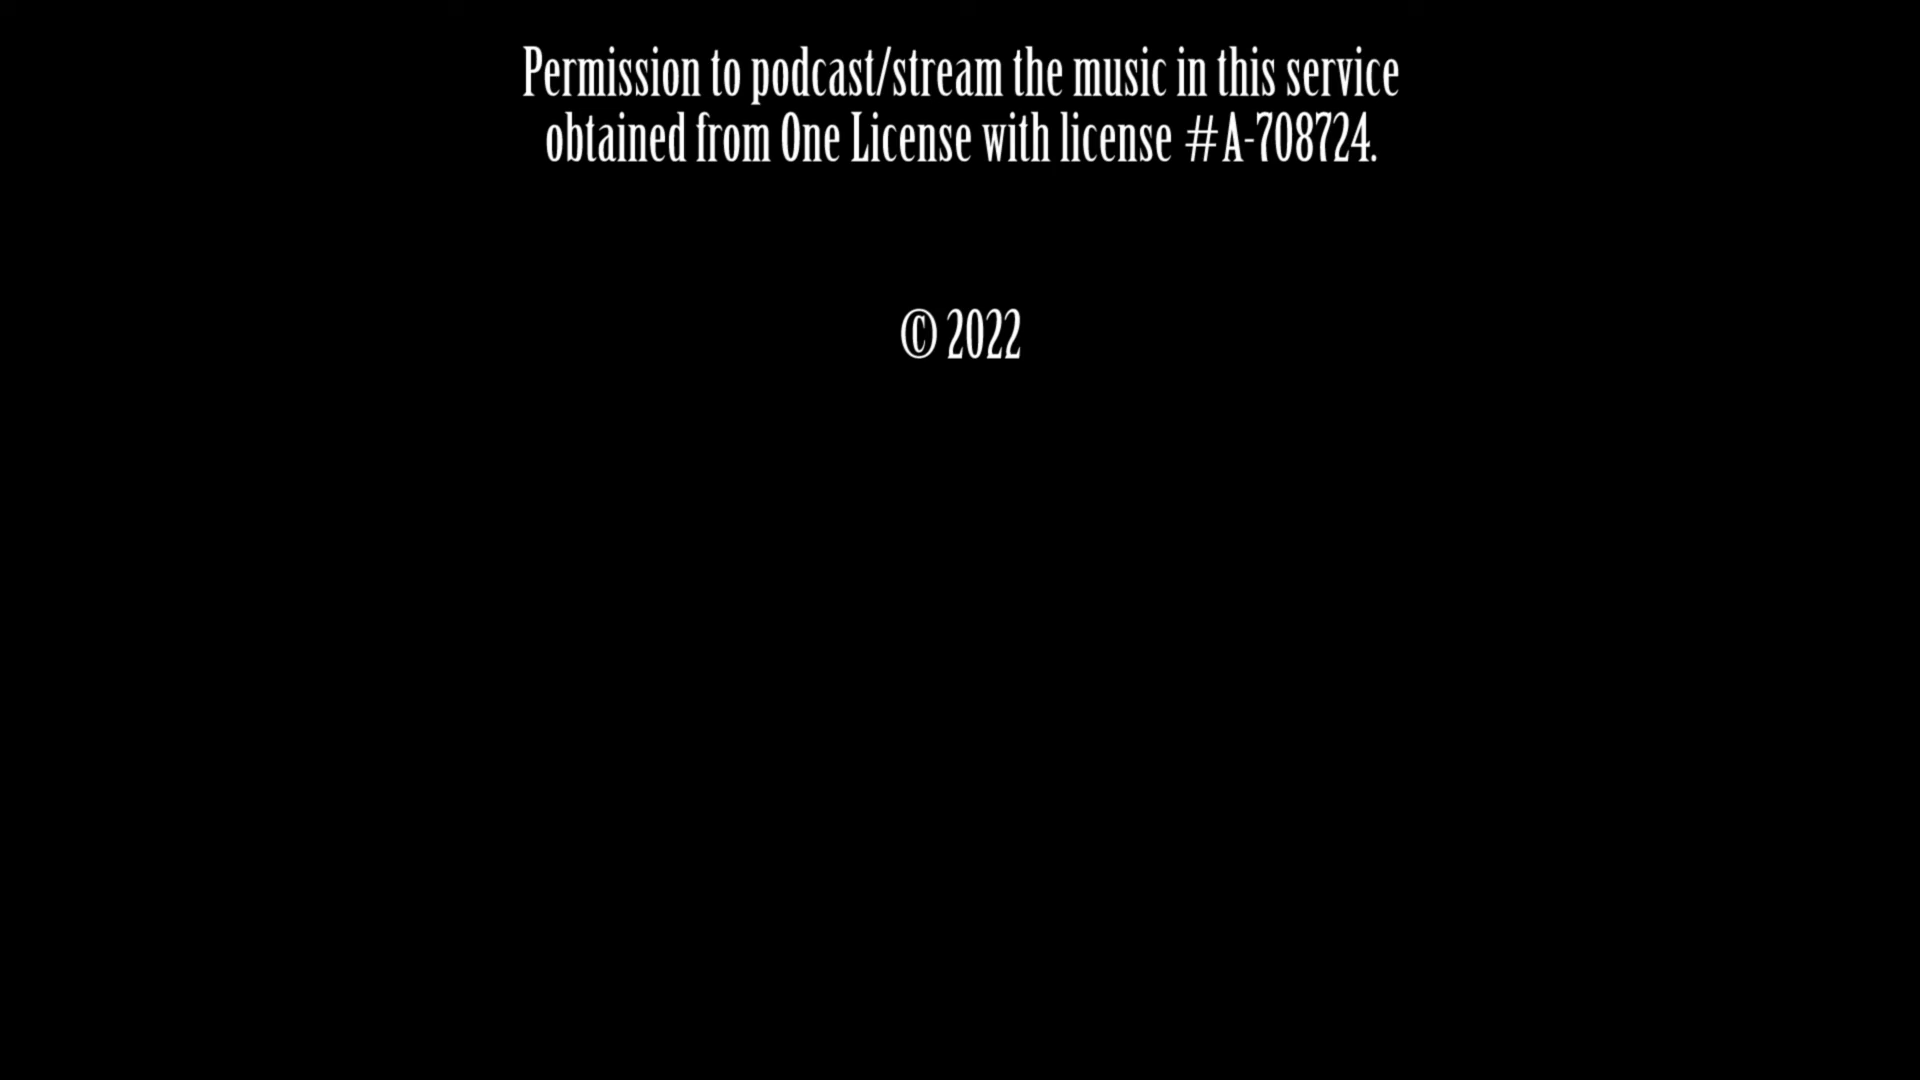 Permission to podcast/stream the music in this service
obtained from One License with license #A-708724.
© 2022